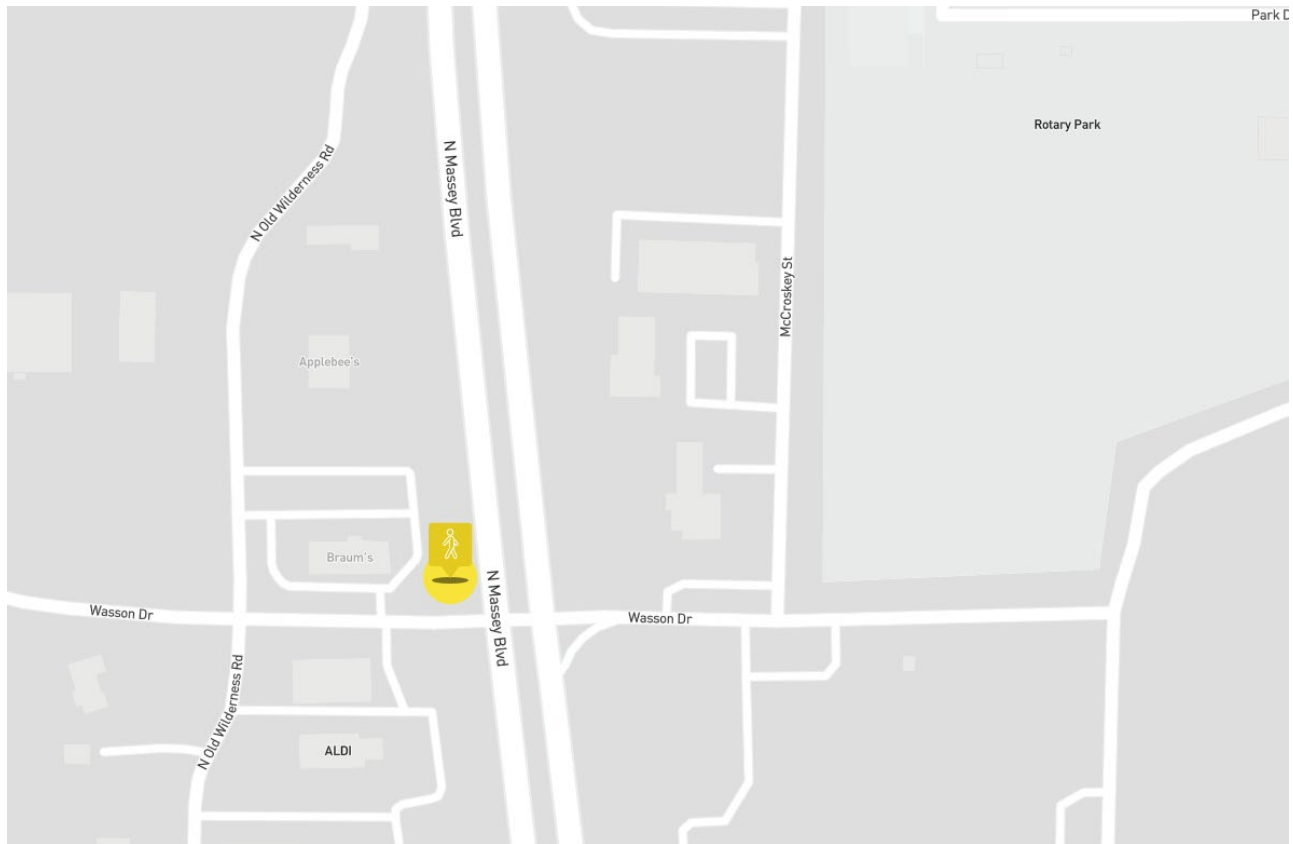 Park D
Rotary Park
N Massey Blvd
N Old Wilderness Rd
McCroskey St
Applebee's
Braum's
N Massey Blvd
Wasson Dr
Wasson Dr
N Old Wilderness Rd
ALDI